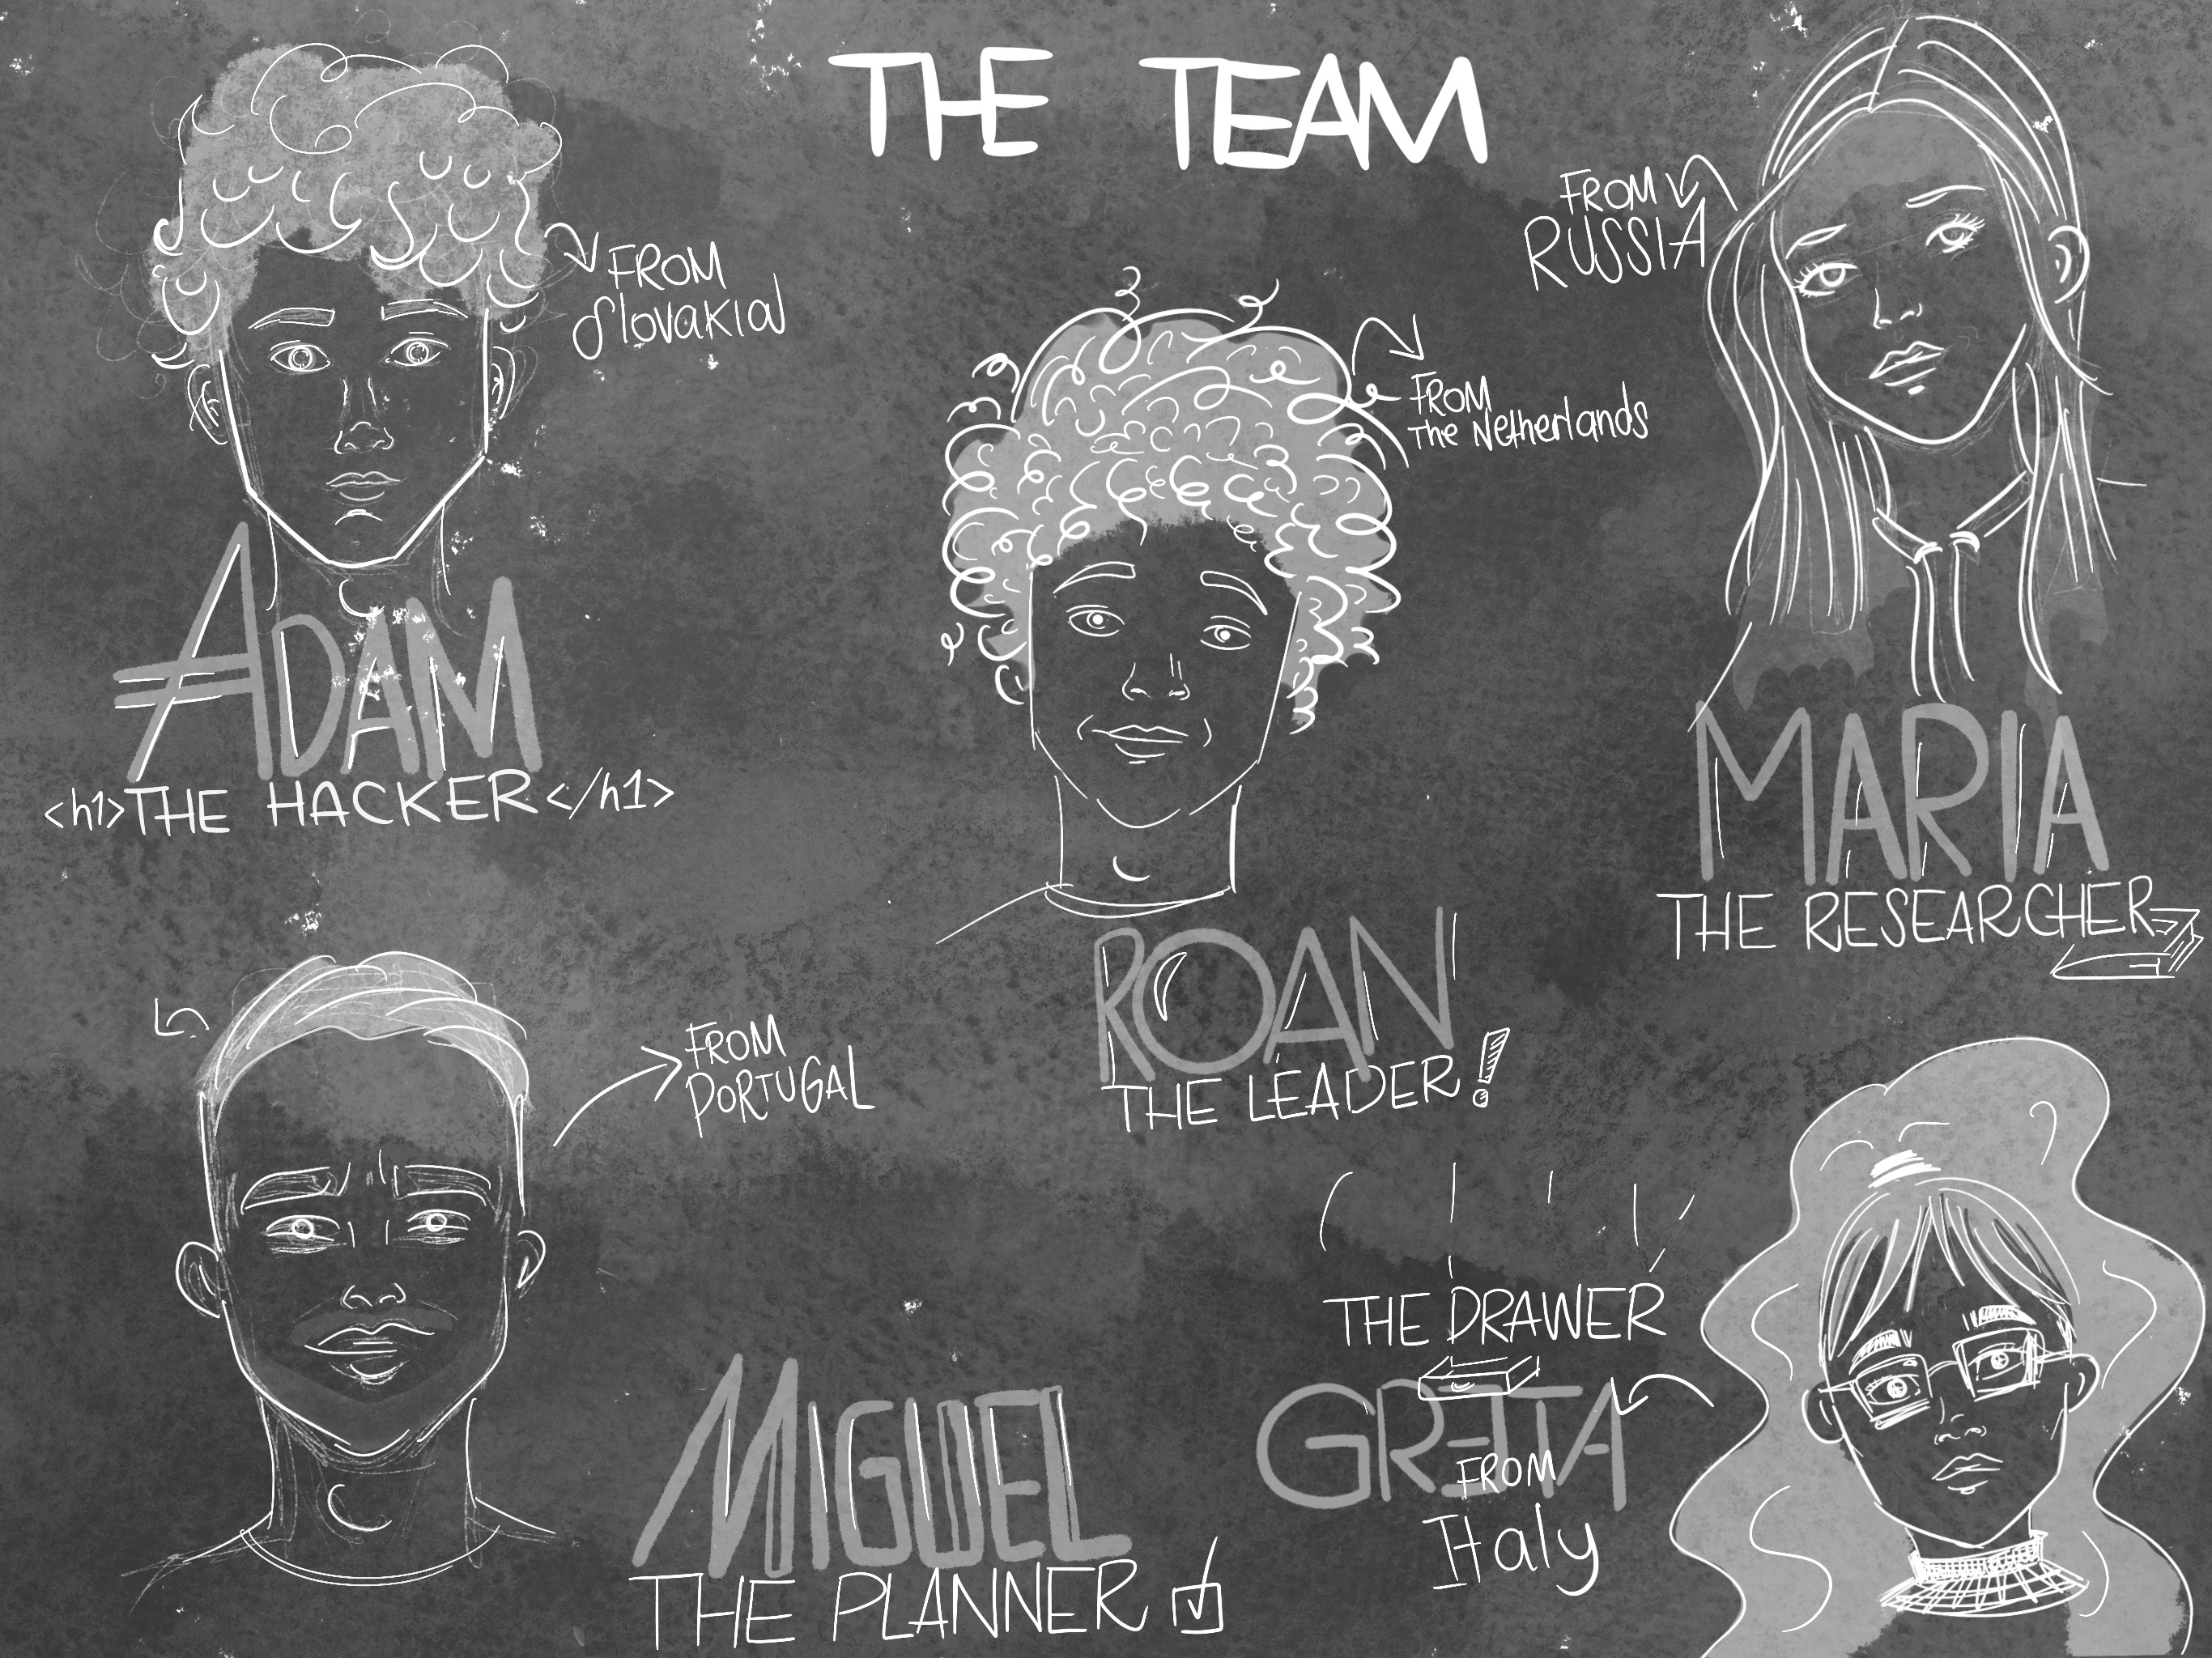 THE TEAM
FROM
Slovakia
ADAM
<h1>THE HACKER</h1>
FROM
The Netherlands
ROAN
THE LEADER!
FROM
RUSSIA
MARIA
THE RESEARCHER
FROM
PORTUGAL
MIGUEL
THE PLANNER
THE DRAWER
GRETA
FROM
Italy